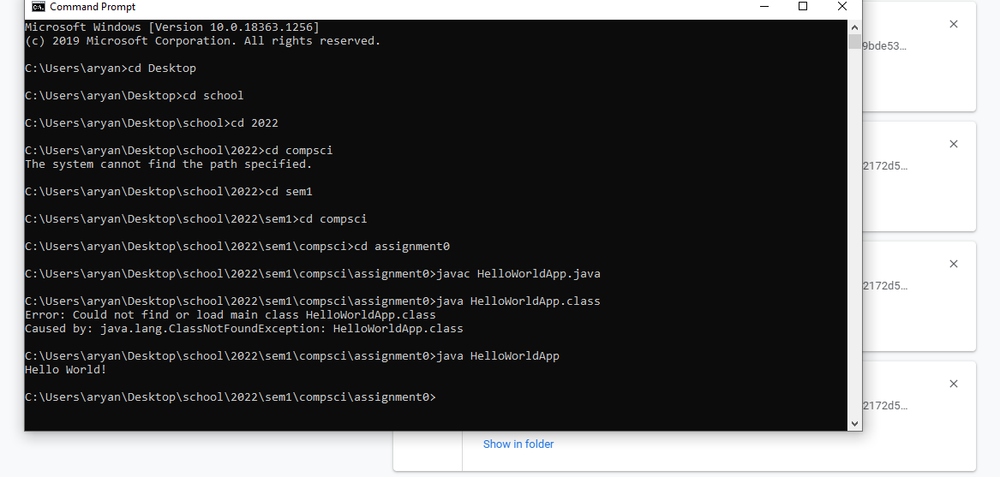 Command Prompt
Microsoft Windows [Version 10.0.18363.1256]
(c) 2019 Microsoft Corporation. All rights reserved.
C:\Users\aryan>cd Desktop
C:\Users\aryan\Desktop>cd school
C:\Users\aryan\Desktop\school>cd 2022
C:\Users\aryan\Desktop\school\2022>cd compsci
The system cannot find the path specified.
C:\Users\aryan\Desktop\school\2022>cd sem1
C:\Users\aryan\Desktop\school\2022\sem1>cd compsci
C:\Users\aryan\Desktop\school\2022\sem1\compsci>cd assignment0
C:\Users\aryan\Desktop\school\2022\sem1\compsci\assignment0>javac HelloWorldApp.java
C:\Users\aryan\Desktop\school\2022\sem1\compsci\assignment0>java HelloWorldApp.class
Error: Could not find or load main class HelloWorldApp.class
Caused by: java.lang.ClassNotFoundException: HelloWorldApp.class
C:\Users\aryan\Desktop\school\2022\sem1\compsci\assignment0>java HelloWorldApp
Hello World!
C:\Users\aryan\Desktop\school\2022\sem1\compsci\assignment0>
9bde53...
2172d5...
2172d5...
2172d5...
Show in folder